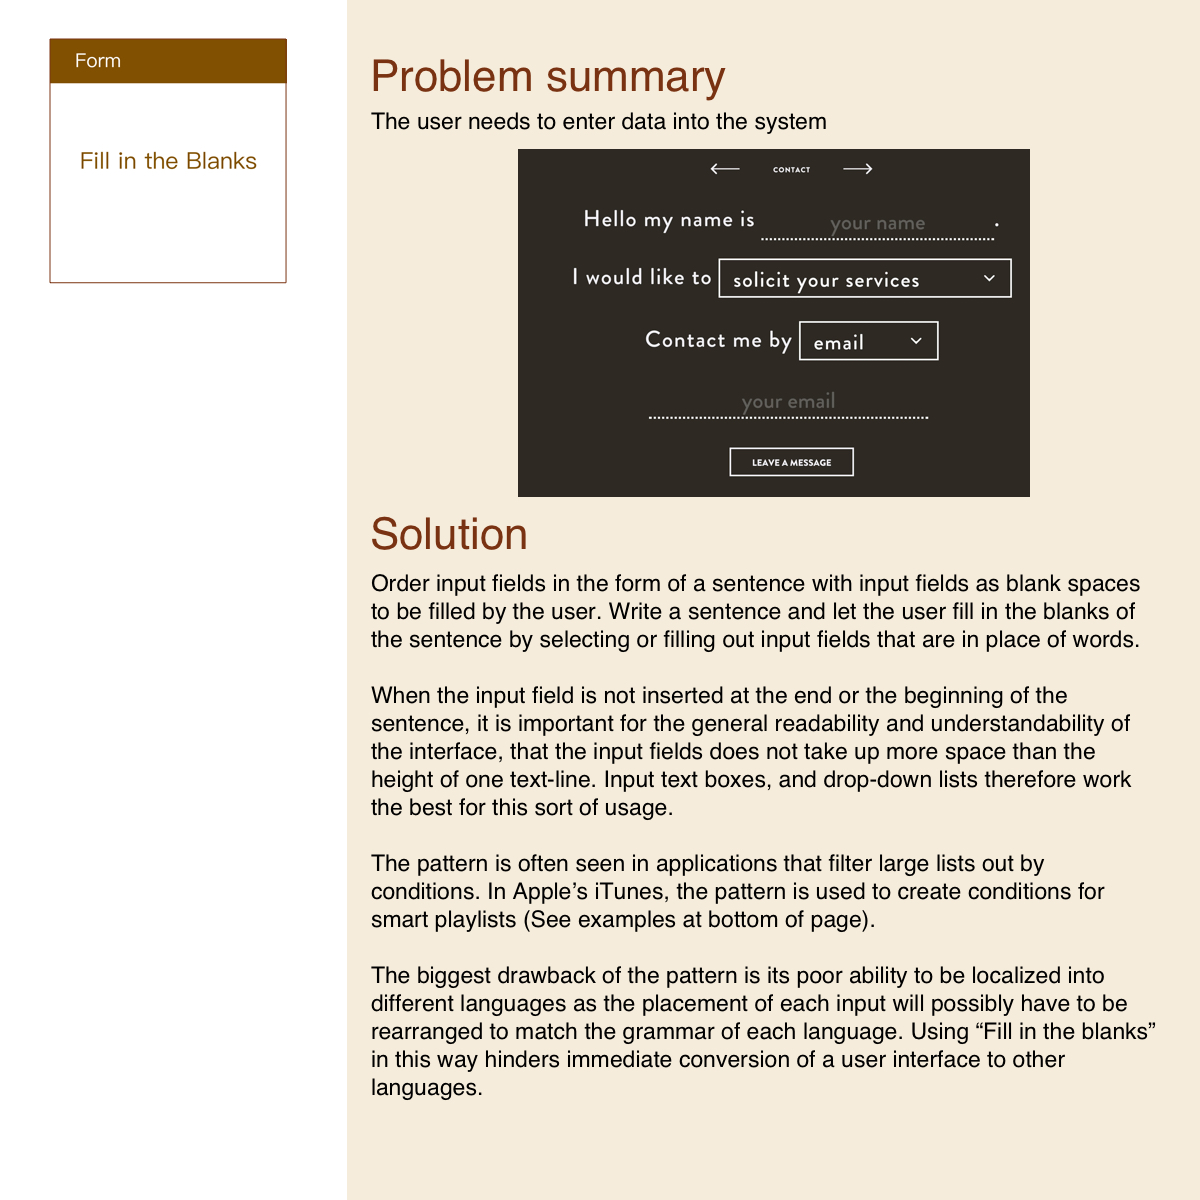 Form
Fill in the Blanks
Problem summary
The user needs to enter data into the system
CONTACT
Hello my name is your name .
I would like to solicit your services
Contact me by email
your email
LEAVE A MESSAGE
Solution
Order input fields in the form of a sentence with input fields as blank spaces
to be filled by the user. Write a sentence and let the user fill in the blanks of
the sentence by selecting or filling out input fields that are in place of words.
When the input field is not inserted at the end or the beginning of the
sentence, it is important for the general readability and understandability of
the interface, that the input fields does not take up more space than the
height of one text-line. Input text boxes, and drop-down lists therefore work
the best for this sort of usage.
The pattern is often seen in applications that filter large lists out by
conditions. In Apple’s iTunes, the pattern is used to create conditions for
smart playlists (See examples at bottom of page).
The biggest drawback of the pattern is its poor ability to be localized into
different languages as the placement of each input will possibly have to be
rearranged to match the grammar of each language. Using “Fill in the blanks”
in this way hinders immediate conversion of a user interface to other
languages.